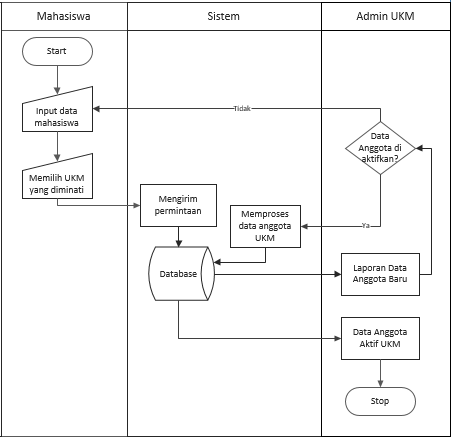 Mahasiswa
Sistem
Admin UKM
Start
Input data
mahasiswa
Tidak
Data
Anggota di
aktifkan?
Memilih UKM
yang diminati
Mengirim
permintaan
Memproses
data anggota
UKM
Ya
Database
Laporan Data
Anggota Baru
Data Anggota
Aktif UKM
Stop